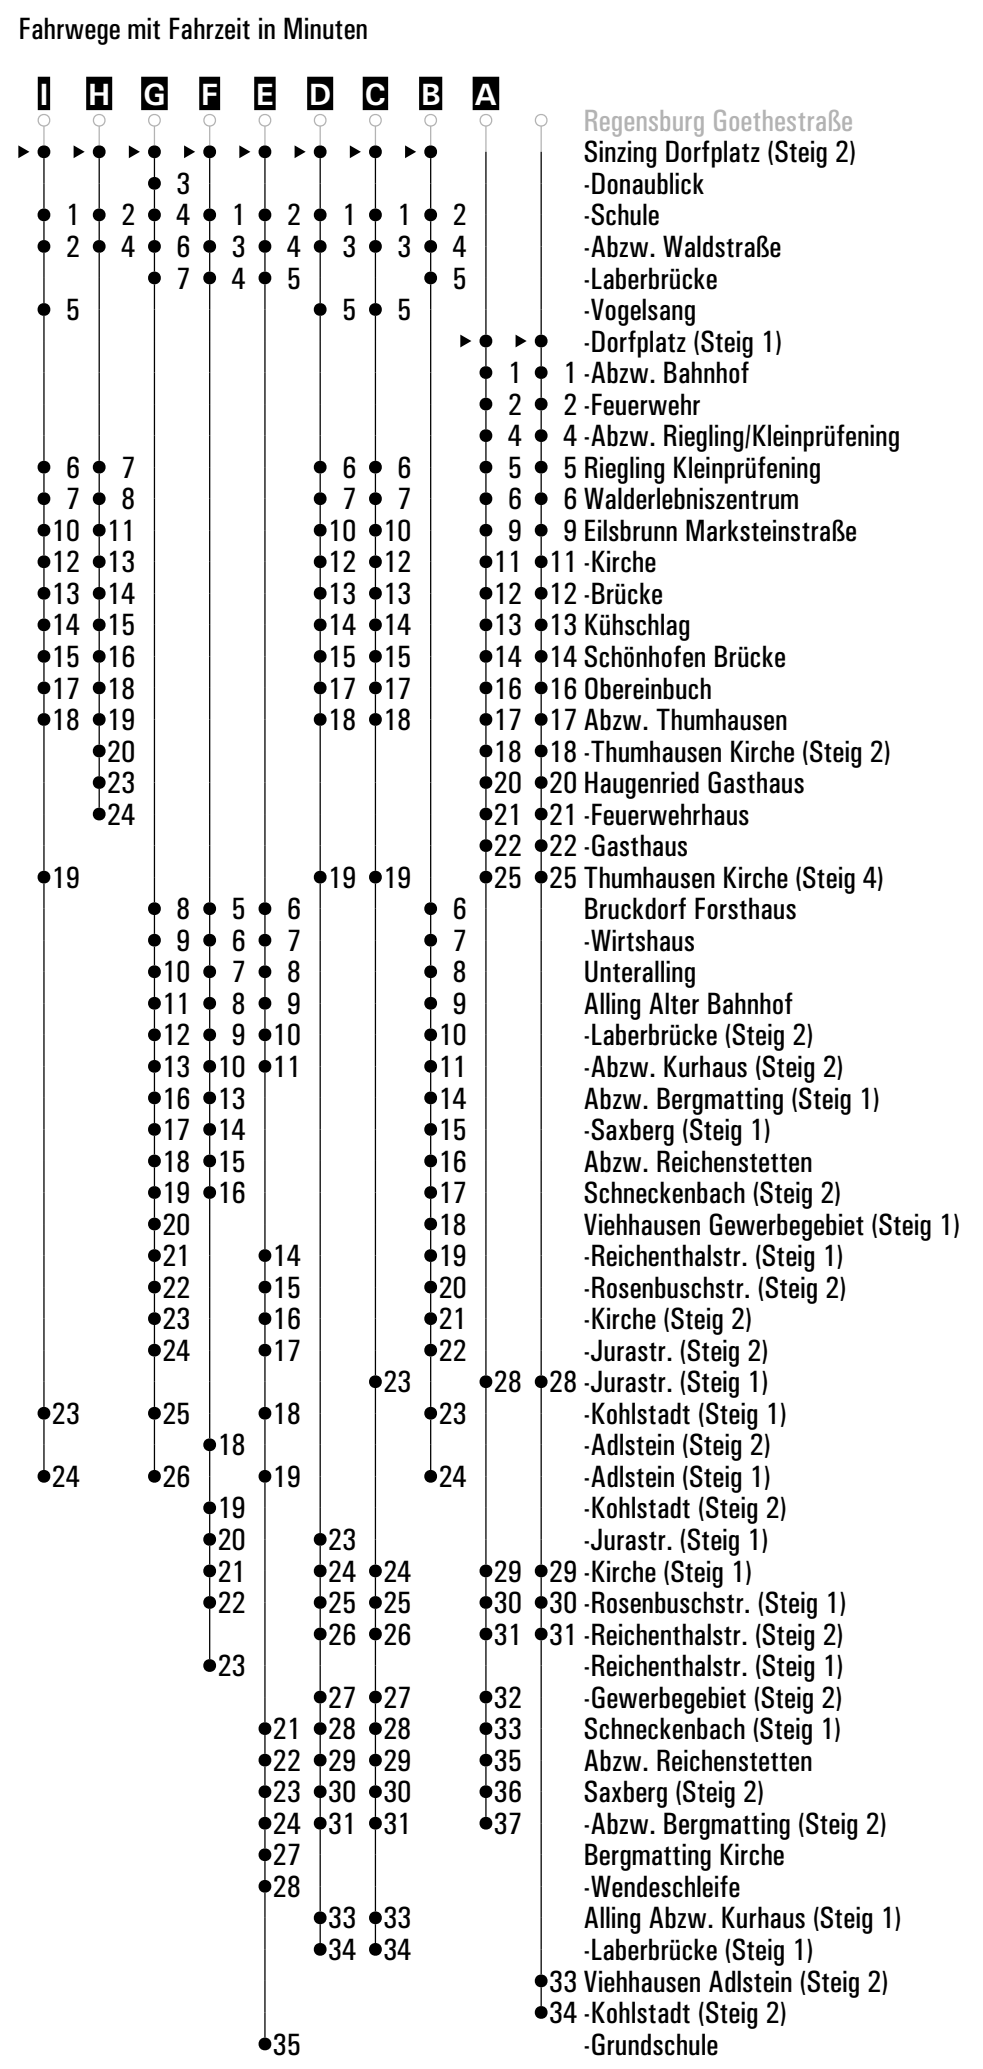 Fahrwege mit Fahrzeit in Minuten
I H G F E D C B A
Regensburg Goethestraße
Sinzing Dorfplatz (Steig 2)
3 -Donaublick
1 2 4 1 2 1 1 2 -Schule
2 4 6 3 4 3 3 4 -Abzw. Waldstraße
7 4 5 5 -Laberbrücke
5 5 5 -Vogelsang
-Dorfplatz (Steig 1)
1 1 -Abzw. Bahnhof
2 2 -Feuerwehr
4 4 -Abzw. Riegling/Kleinprüfening
6 7 6 6 5 5 Riegling Kleinprüfening
7 8 7 7 6 6 Walderlebniszentrum
10 11 10 10 9 9 Eilsbrunn Marksteinstraße
12 13 12 12 11 11 -Kirche
13 14 13 13 12 12 -Brücke
14 15 14 14 13 13 Kühschlag
15 16 15 15 14 14 Schönhofen Brücke
17 18 17 17 16 16 Obereinbuch
18 19 18 18 17 17 Abzw. Thumhausen
20 18 18 -Thumhausen Kirche (Steig 2)
23 20 20 Haugenried Gasthaus
24 21 21 -Feuerwehrhaus
22 22 -Gasthaus
19 19 19 25 25 Thumhausen Kirche (Steig 4)
8 5 6 6 Bruckdorf Forsthaus
9 6 7 7 -Wirtshaus
10 7 8 8 Unteralling
11 8 9 9 Alling Alter Bahnhof
12 9 10 10 -Laberbrücke (Steig 2)
13 10 11 11 -Abzw. Kurhaus (Steig 2)
16 13 14 Abzw. Bergmatting (Steig 1)
17 14 15 -Saxberg (Steig 1)
18 15 16 Abzw. Reichenstetten
19 16 17 Schneckenbach (Steig 2)
20 18 Viehhausen Gewerbegebiet (Steig 1)
21 14 19 -Reichenthalstr. (Steig 1)
22 15 20 -Rosenbuschstr. (Steig 2)
23 16 21 -Kirche (Steig 2)
24 17 22 -Jurastr. (Steig 2)
23 28 28 -Jurastr. (Steig 1)
23 25 18 23 -Kohlstadt (Steig 1)
18 -Adlstein (Steig 2)
24 26 19 24 -Adlstein (Steig 1)
19 -Kohlstadt (Steig 2)
20 23 -Jurastr. (Steig 1)
21 24 24 29 29 -Kirche (Steig 1)
22 25 25 30 30 -Rosenbuschstr. (Steig 1)
26 26 31 31 -Reichenthalstr. (Steig 2)
23 -Reichenthalstr. (Steig 1)
27 27 32 -Gewerbegebiet (Steig 2)
21 28 28 33 Schneckenbach (Steig 1)
22 29 29 35 Abzw. Reichenstetten
23 30 30 36 Saxberg (Steig 2)
24 31 31 37 -Abzw. Bergmatting (Steig 2)
27 Bergmatting Kirche
28 -Wendeschleife
33 33 Alling Abzw. Kurhaus (Steig 1)
34 34 -Laberbrücke (Steig 1)
33 Viehhausen Adlstein (Steig 2)
34 -Kohlstadt (Steig 2)
35 -Grundschule